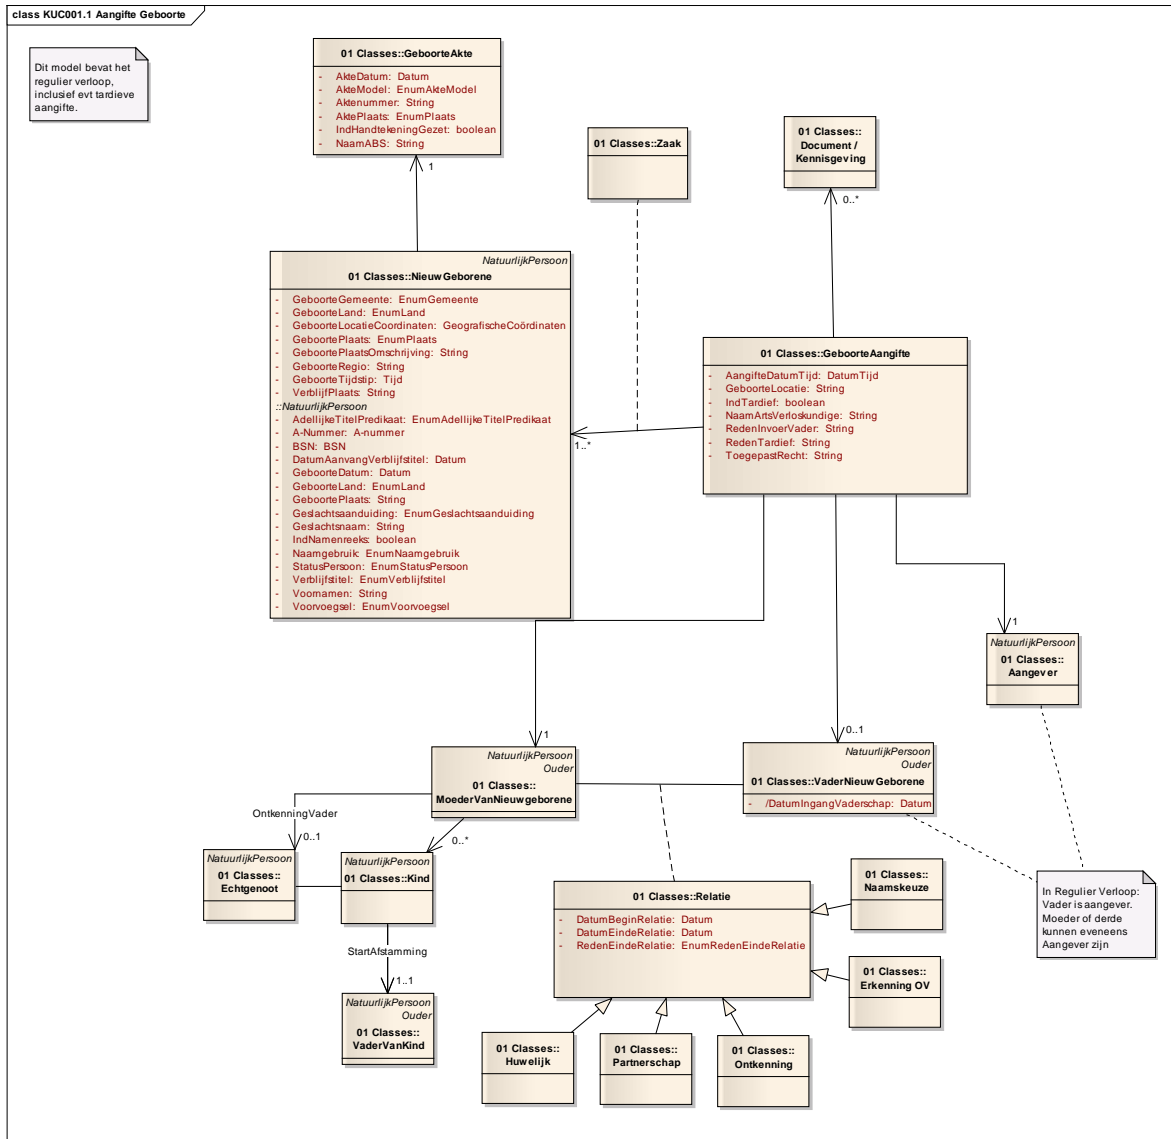 class KUC001.1 Aangifte Geboorte
Dit model bevat het
regulier verloop,
inclusief evt tardieve
aangifte.
01 Classes::GeboorteAkte
- AkteDatum: Datum
- AkteModel: EnumAkteModel
- Aktenummer: String
- AktePlaats: EnumPlaats
- IndHandtekeningGezet: boolean
- NaamABS: String
1
01 Classes::Zaak
01 Classes::
Document /
Kennisgeving
0..*
NatuurlijkPersoon
01 Classes::NieuwGeborene
- GeboorteGemeente: EnumGemeente
- GeboorteLand: EnumLand
- GeboorteLocatieCoordinaten: GeografischeCoördinaten
- GeboortePlaats: EnumPlaats
- GeboortePlaatsOmschrijving: String
- GeboorteRegio: String
- GeboorteTijdstip: Tijd
- VerblijfPlaats: String
::NatuurlijkPersoon
- AdellijkeTitelPredikaat: EnumAdellijkeTitelPredikaat
- A-Nummer: A-nummer
- BSN: BSN
- DatumAanvangVerblijfstitel: Datum
- GeboorteDatum: Datum
- GeboorteLand: EnumLand
- GeboortePlaats: String
- Geslachtsaanduiding: EnumGeslachtsaanduiding
- Geslachtsnaam: String
- IndNamenreeks: boolean
- Naamgebruik: EnumNaamgebruik
- StatusPersoon: EnumStatusPersoon
- Verblijfstitel: EnumVerblijfstitel
- Voornamen: String
- Voorvoegsel: EnumVoorvoegsel
1..*
01 Classes::GeboorteAangifte
- AangifteDatumTijd: DatumTijd
- GeboorteLocatie: String
- IndTardief: boolean
- NaamArtsVerloskundige: String
- RedenInvoerVader: String
- RedenTardief: String
- ToegepastRecht: String
1
NatuurlijkPersoon
01 Classes::
Aangever
1
NatuurlijkPersoon
Ouder
01 Classes::
MoederVanNieuwgeborene
0..1
NatuurlijkPersoon
Ouder
01 Classes::VaderNieuwGeborene
- /DatumIngangVaderschap: Datum
OntkenningVader
0..1
0..*
NatuurlijkPersoon
01 Classes::
Echtgenoot
NatuurlijkPersoon
01 Classes::Kind
StartAfstamming
1..1
NatuurlijkPersoon
Ouder
01 Classes::
VaderVanKind
01 Classes::Relatie
- DatumBeginRelatie: Datum
- DatumEindeRelatie: Datum
- RedenEindeRelatie: EnumRedenEindeRelatie
01 Classes::
Naamskeuze
01 Classes::
Erkenning OV
In Regulier Verloop:
Vader is aangever.
Moeder of derde
kunnen eveneens
Aangever zijn
01 Classes::
Huwelijk
01 Classes::
Partnerschap
01 Classes::
Ontkenning